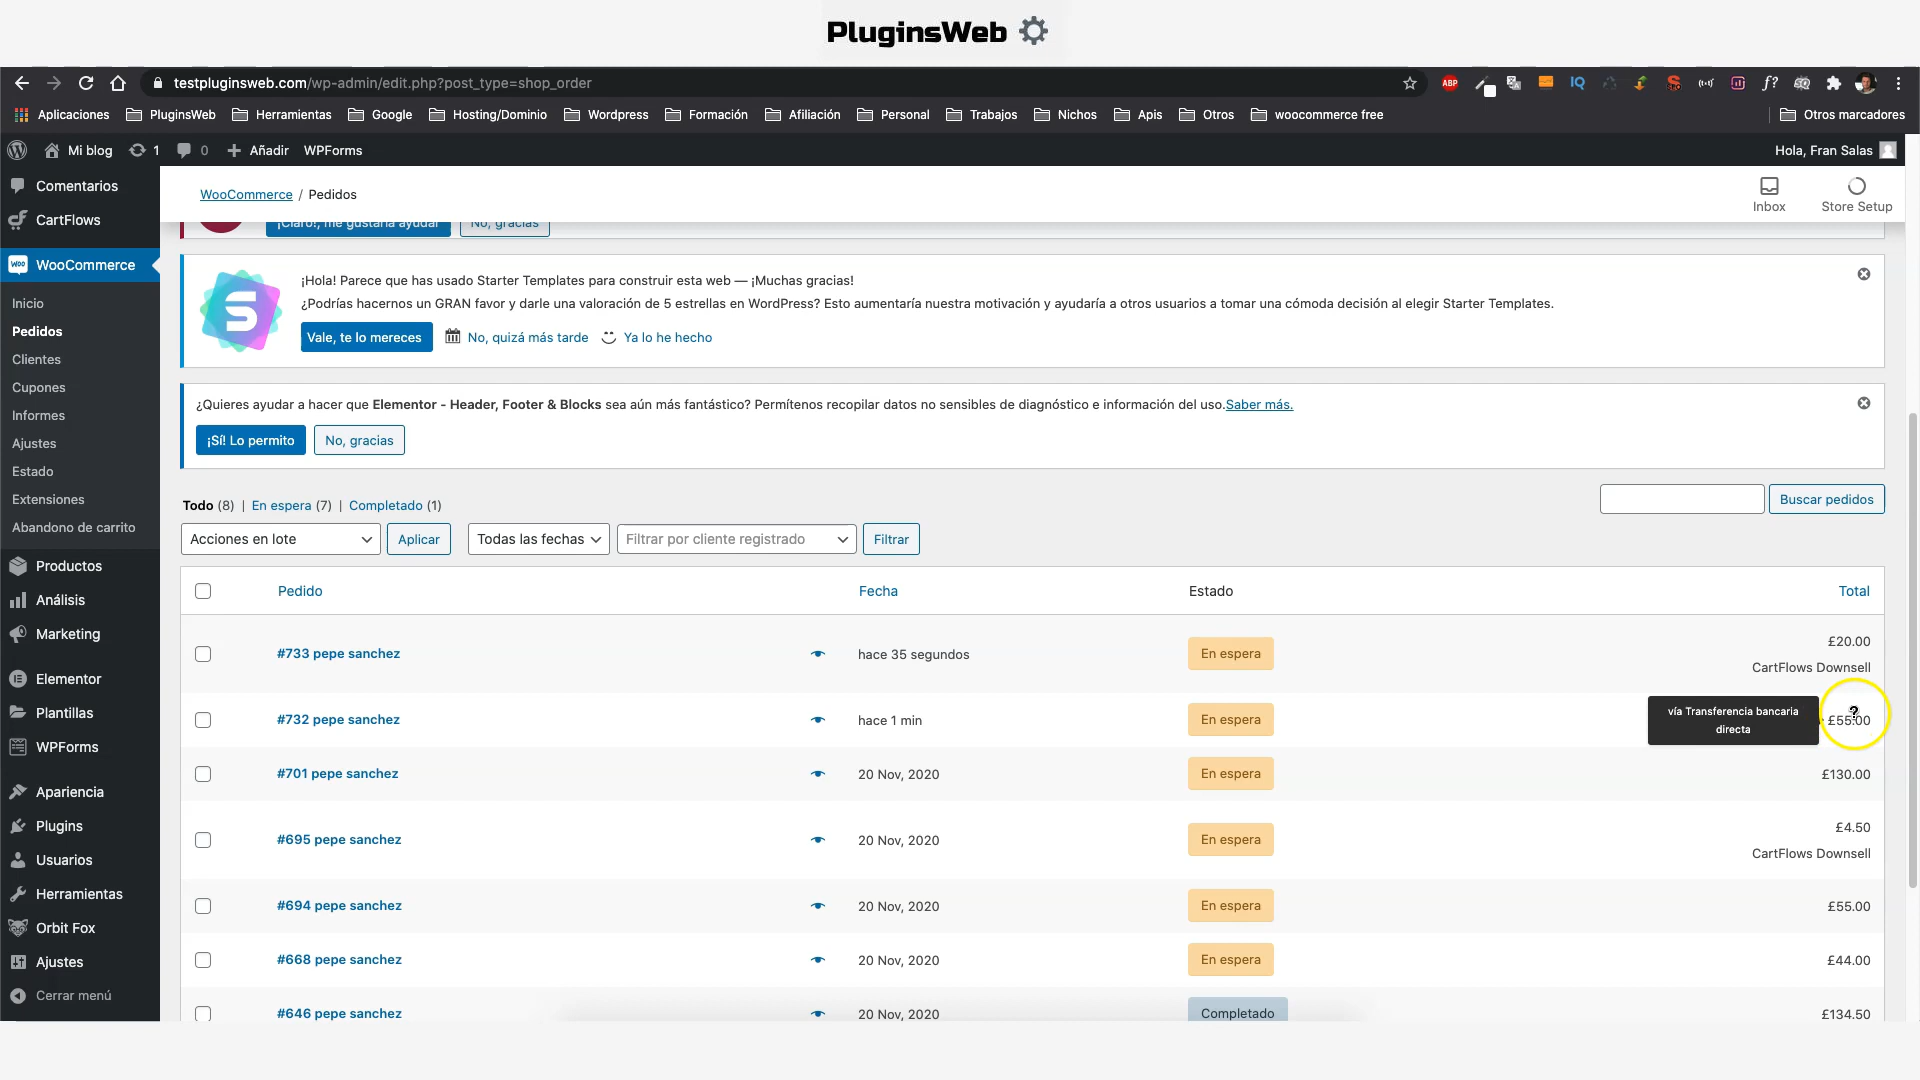 PluginsWeb
testpluginsweb.com/wp-admin/edit.php?post_type=shop_order
ABP
IQ
f?
Aplicaciones PluginsWeb Herramientas Google Hosting/Dominio Wordpress Formación Afiliación Personal Trabajos Nichos Apis Otros woocommerce free Otros marcadores
Mi blog 1 0 Añadir WPForms Hola, Fran Salas
Comentarios
CartFlows
WooCommerce
Inicio
Pedidos
Clientes
Cupones
Informes
Ajustes
Estado
Extensiones
Abandono de carrito
Productos
Análisis
Marketing
Elementor
Plantillas
WPForms
Apariencia
Plugins
Usuarios
Herramientas
Orbit Fox
Ajustes
Cerrar menú
WooCommerce / Pedidos
Inbox
Store Setup
¡Claro!, me gustaría ayudar No, gracias
¡Hola! Parece que has usado Starter Templates para construir esta web — ¡Muchas gracias!
¿Podrías hacernos un GRAN favor y darle una valoración de 5 estrellas en WordPress? Esto aumentaría nuestra motivación y ayudaría a otros usuarios a tomar una cómoda decisión al elegir Starter Templates.
Vale, te lo mereces No, quizá más tarde Ya lo he hecho
¿Quieres ayudar a hacer que Elementor - Header, Footer & Blocks sea aún más fantástico? Permítenos recopilar datos no sensibles de diagnóstico e información del uso.Saber más.
¡Sí! Lo permito No, gracias
Todo (8) | En espera (7) | Completado (1)
Buscar pedidos
Acciones en lote Aplicar Todas las fechas Filtrar por cliente registrado Filtrar
Pedido Fecha Estado Total
#733 pepe sanchez hace 35 segundos En espera £20.00
CartFlows Downsell
#732 pepe sanchez hace 1 min En espera £55.00
vía Transferencia bancaria
directa
#701 pepe sanchez 20 Nov, 2020 En espera £130.00
#695 pepe sanchez 20 Nov, 2020 En espera £4.50
CartFlows Downsell
#694 pepe sanchez 20 Nov, 2020 En espera £55.00
#668 pepe sanchez 20 Nov, 2020 En espera £44.00
#646 pepe sanchez 20 Nov, 2020 Completado £134.50